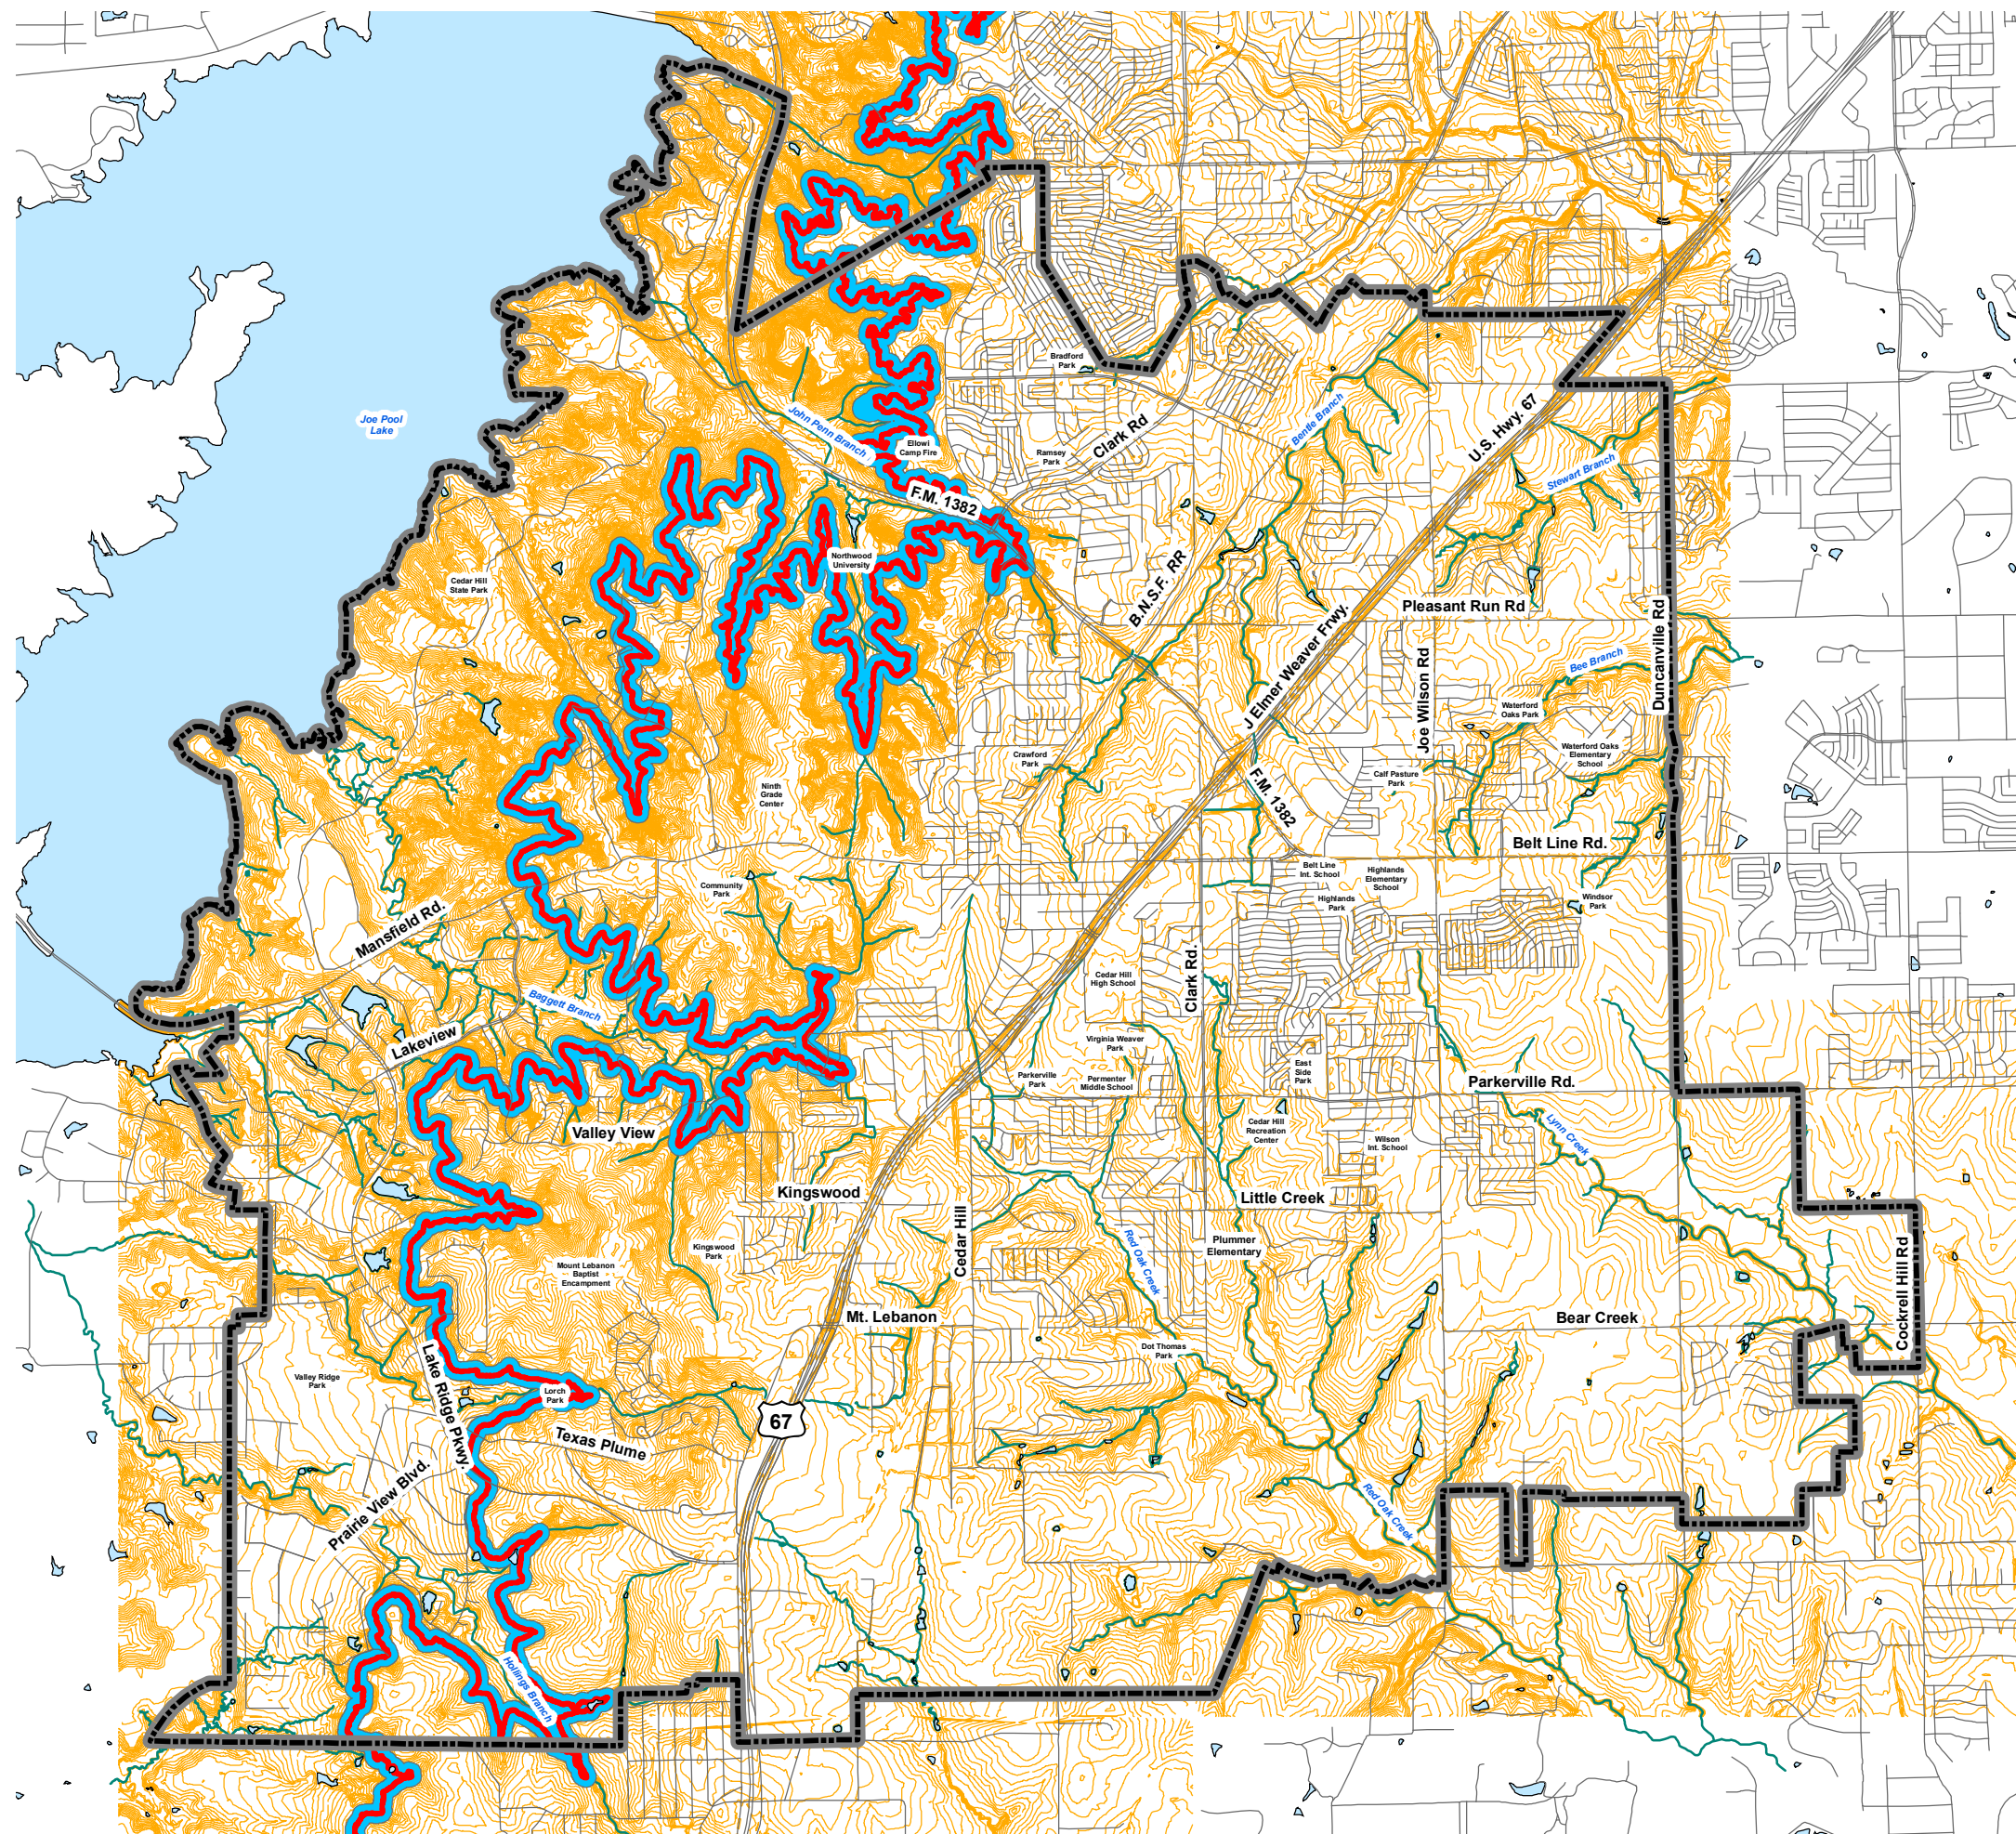 Bradford
Park
Joe Pool
Lake
John Penn Branch
Ellowi
Camp Fire
Ramsey
Park
Clark Rd
Bentle Branch
U.S. Hwy. 67
Stewart Branch
F.M. 1382
Northwood
University
Cedar Hill
State Park
B.N.S.F. RR
Pleasant Run Rd
J Elmer Weaver Frwy.
Joe Wilson Rd
Duncanville Rd
Bee Branch
Waterford
Oaks Park
Waterford Oaks
Elementary
School
Crawford
Park
Calf Pasture
Park
Ninth
Grade
Center
F.M. 1382
Belt Line Rd.
Belt Line
Int. School
Highlands
Elementary
School
Highlands
Park
Windsor
Park
Community
Park
Mansfield Rd.
Cedar Hill
High School
Clark Rd.
Baggett Branch
Lakeview
Virginia Weaver
Park
Parkerville
Park
Permenter
Middle School
East
Side
Park
Parkerville Rd.
Valley View
Cedar Hill
Recreation
Center
Wilson
Int. School
Lynn Creek
Kingswood
Little Creek
Cedar Hill
Red Oak Creek
Plummer
Elementary
Kingswood
Park
Mount Lebanon
Baptist
Encampment
Cockrell Hill Rd
Mt. Lebanon
Bear Creek
Dot Thomas
Park
Valley Ridge
Park
Lake Ridge Pkwy.
Lorch
Park
67
Texas Plume
Prairie View Blvd.
Red Oak Creek
Hollings Branch